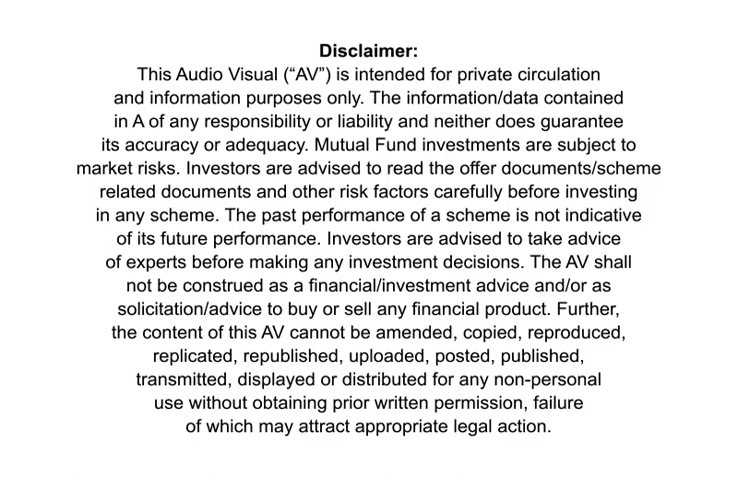 Disclaimer:
This Audio Visual (“AV”) is intended for private circulation
and information purposes only. The information/data contained
in A of any responsibility or liability and neither does guarantee
its accuracy or adequacy. Mutual Fund investments are subject to
market risks. Investors are advised to read the offer documents/scheme
related documents and other risk factors carefully before investing
in any scheme. The past performance of a scheme is not indicative
of its future performance. Investors are advised to take advice
of experts before making any investment decisions. The AV shall
not be construed as a financial/investment advice and/or as
solicitation/advice to buy or sell any financial product. Further,
the content of this AV cannot be amended, copied, reproduced,
replicated, republished, uploaded, posted, published,
transmitted, displayed or distributed for any non-personal
use without obtaining prior written permission, failure
of which may attract appropriate legal action.